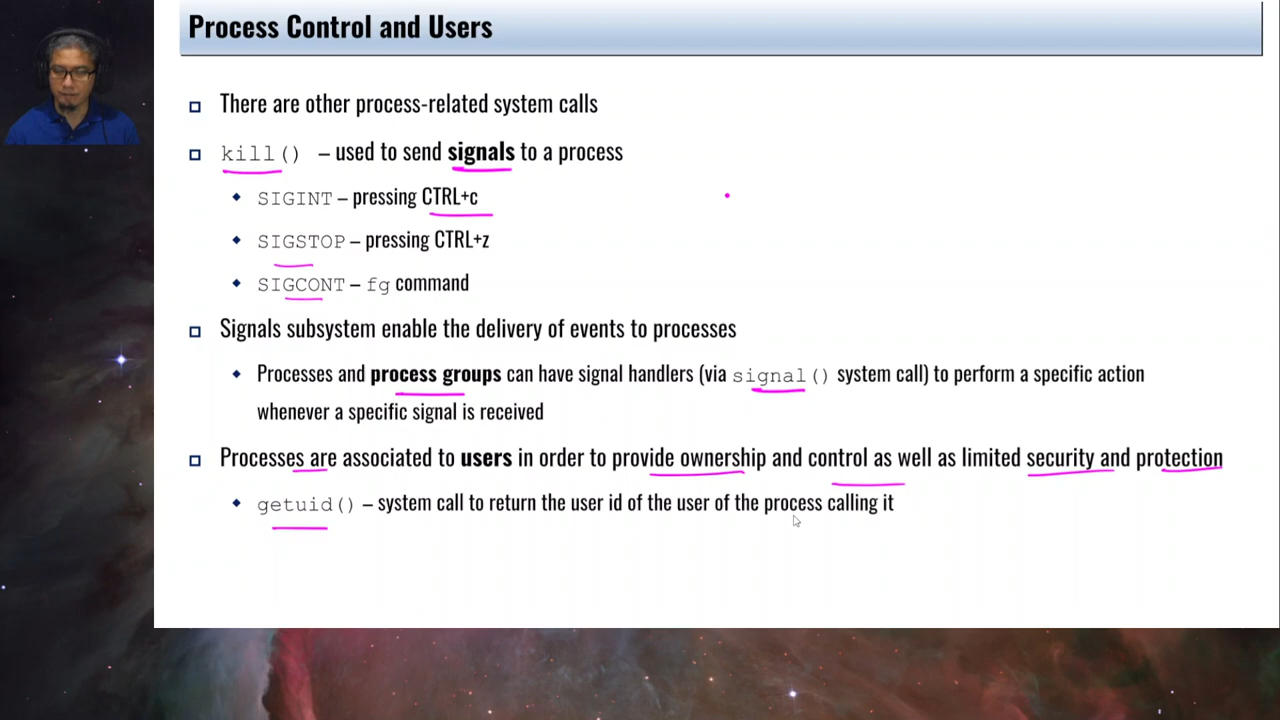 Process Control and Users
There are other process-related system calls
kill() – used to send signals to a process
SIGINT – pressing CTRL+c
SIGSTOP – pressing CTRL+z
SIGCONT – fg command
Signals subsystem enable the delivery of events to processes
Processes and process groups can have signal handlers (via signal() system call) to perform a specific action
whenever a specific signal is received
Processes are associated to users in order to provide ownership and control as well as limited security and protection
getuid() – system call to return the user id of the user of the process calling it